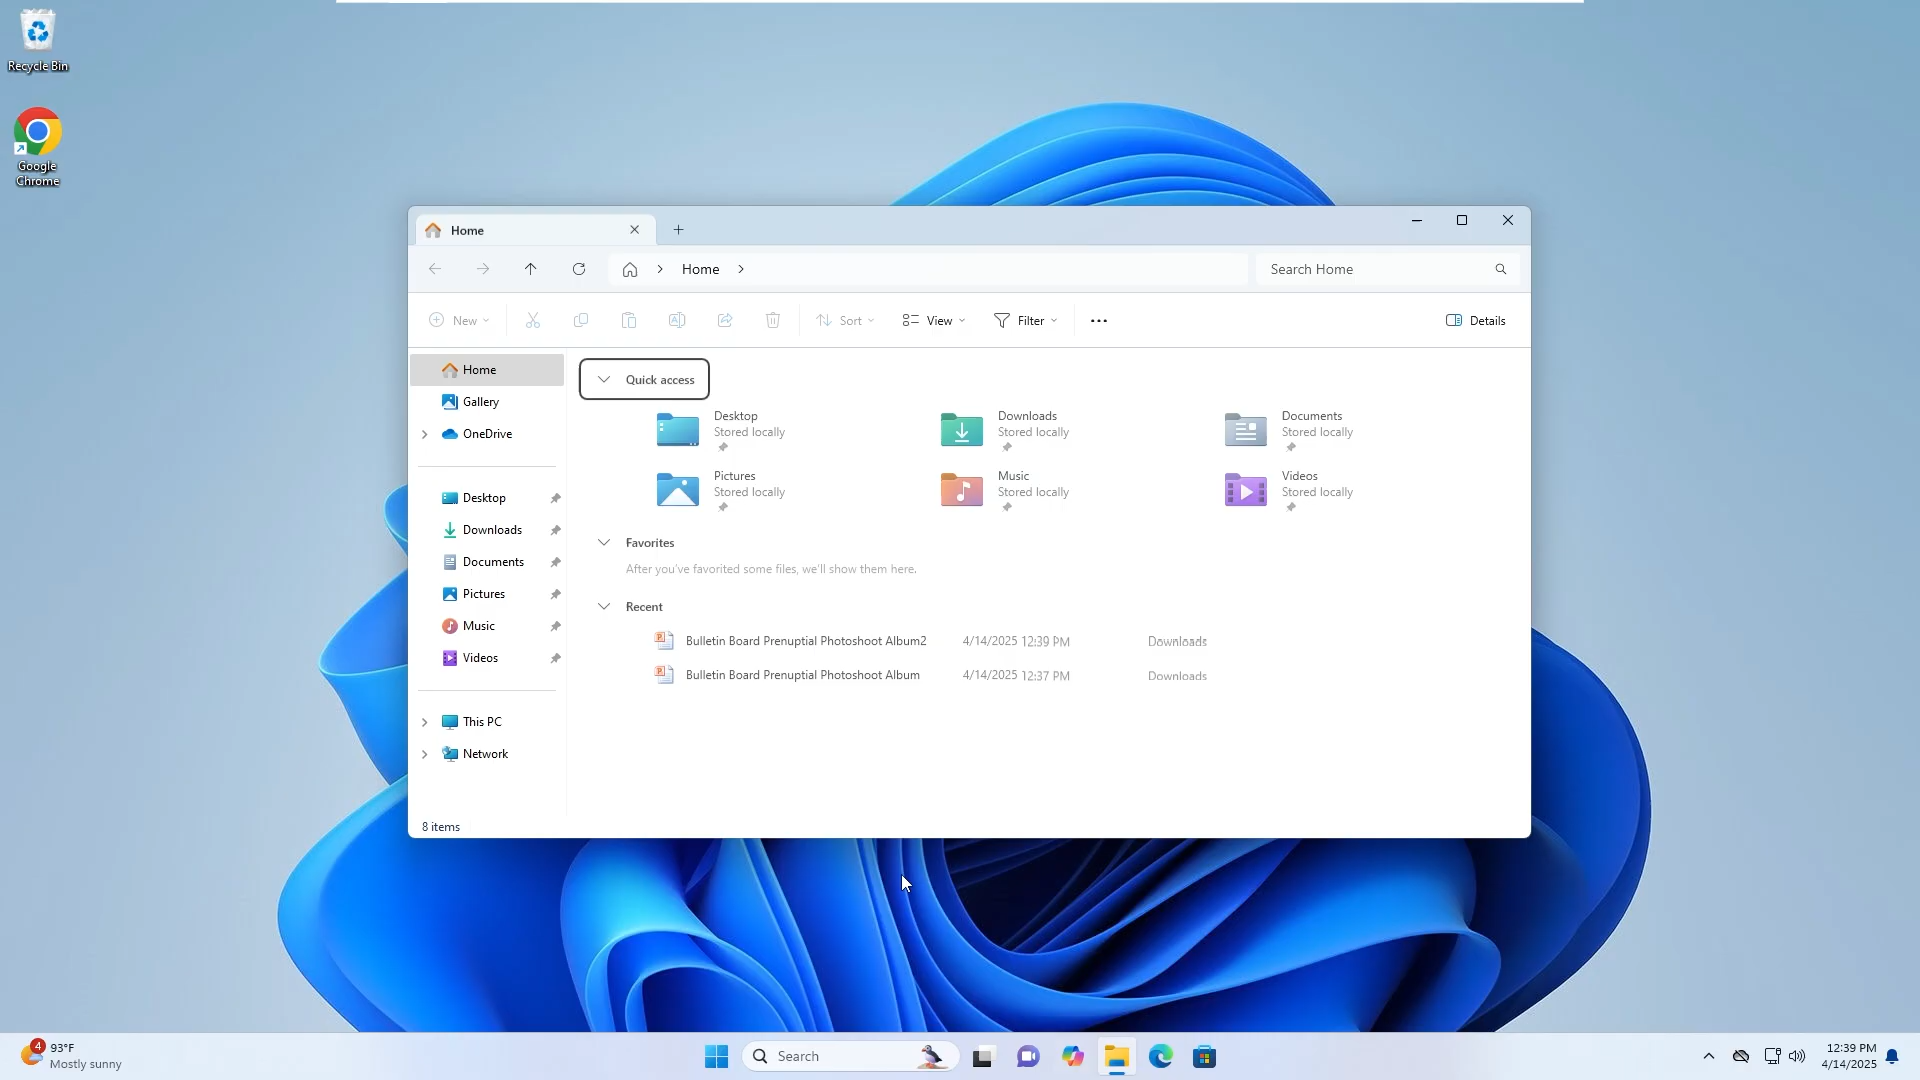 Recycle Bin
Google
Chrome
Home
Home
Search Home
New
Sort
View
Filter
Details
Home
Gallery
OneDrive
Desktop
Downloads
Documents
Pictures
Music
Videos
This PC
Network
Quick access
Desktop
Stored locally
Downloads
Stored locally
Documents
Stored locally
Pictures
Stored locally
Music
Stored locally
Videos
Stored locally
Favorites
After you've favorited some files, we'll show them here.
Recent
Bulletin Board Prenuptial Photoshoot Album2 4/14/2025 12:39 PM Downloads
Bulletin Board Prenuptial Photoshoot Album 4/14/2025 12:37 PM Downloads
8 items
4
93°F
Mostly sunny
Search
12:39 PM
4/14/2025